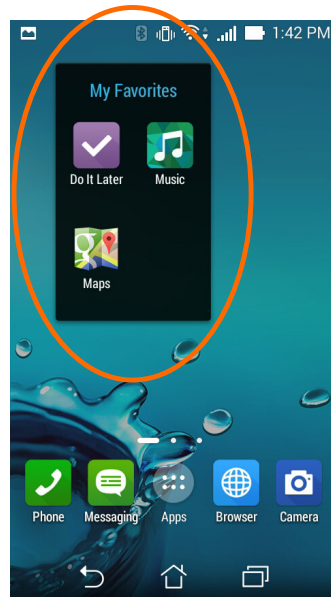 1:42 PM
My Favorites
Do It Later Music
Maps
Phone Messaging Apps Browser Camera